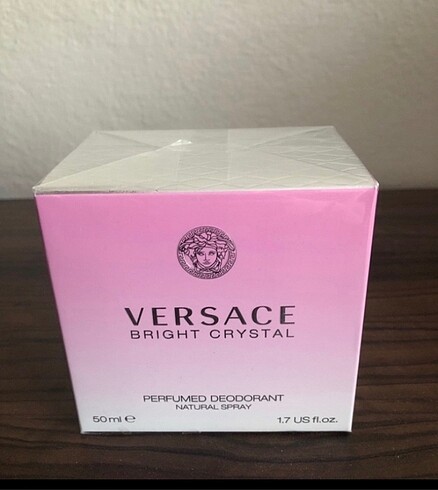 VERSACE
BRIGHT CRYSTAL
PERFUMED DEODORANT
NATURAL SPRAY
50 ml ℮ 1.7 US fl.oz.